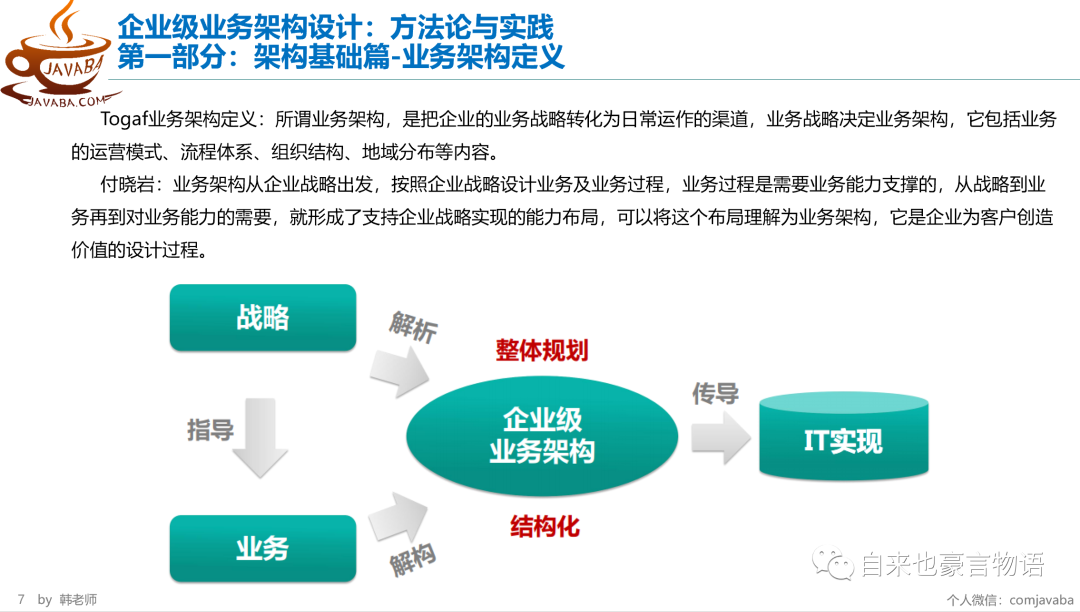 企业级业务架构设计：方法论与实践
第一部分：架构基础篇-业务架构定义
JAVABA
JAVABA.COM
Togaf业务架构定义：所谓业务架构，是把企业的业务战略转化为日常运作的渠道，业务战略决定业务架构，它包括业务
的运营模式、流程体系、组织结构、地域分布等内容。
付晓岩：业务架构从企业战略出发，按照企业战略设计业务及业务过程，业务过程是需要业务能力支撑的，从战略到业
务再到对业务能力的需要，就形成了支持企业战略实现的能力布局，可以将这个布局理解为业务架构，它是企业为客户创造
价值的设计过程。
战略
解析
整体规划
指导
企业级
业务架构
传导
IT实现
结构化
业务
解构
自来也豪言物语
7 by 韩老师
个人微信：comjavaba